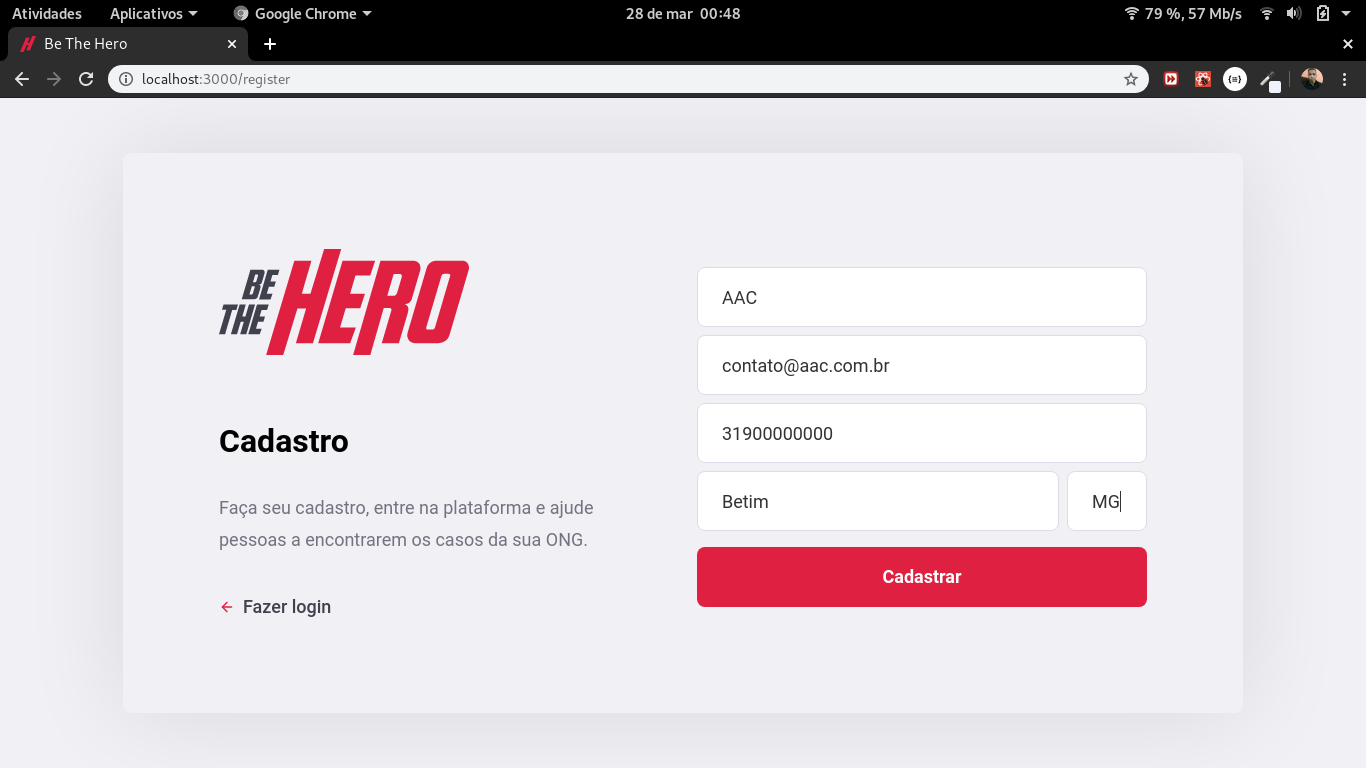 Atividades Aplicativos Google Chrome 28 de mar 00:48 79 %, 57 Mb/s
Be The Hero
localhost:3000/register
BE THE HERO
Cadastro
Faça seu cadastro, entre na plataforma e ajude
pessoas a encontrarem os casos da sua ONG.
Fazer login
AAC
contato@aac.com.br
31900000000
Betim MG
Cadastrar